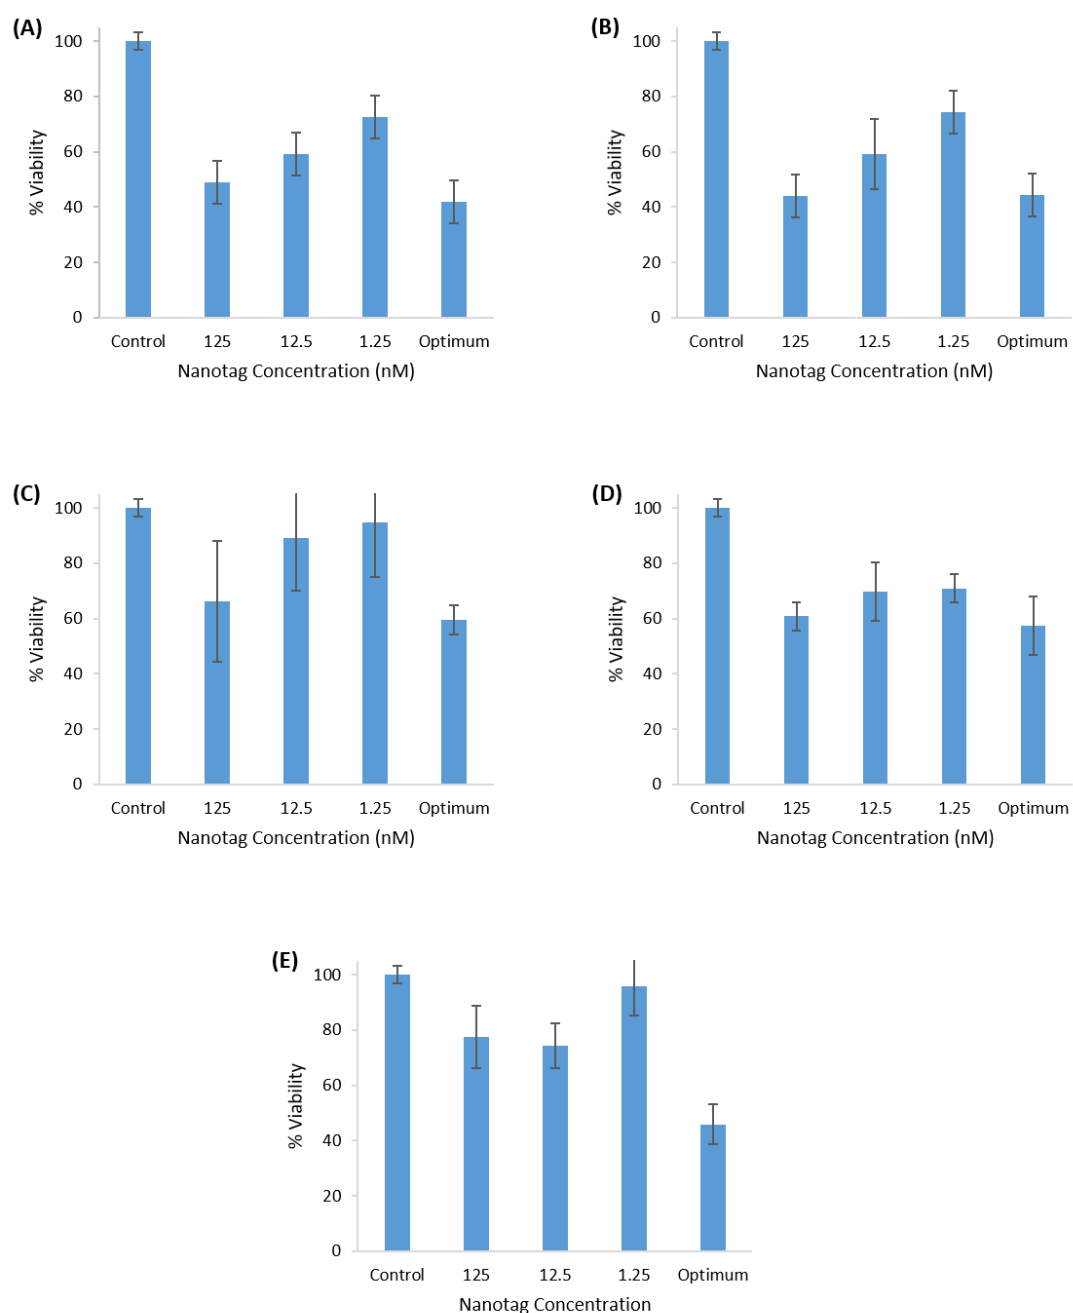 (A)
100
80
60
40
20
0
% Viability
Control 125 12.5 1.25 Optimum
Nanotag Concentration (nM)
(B)
100
80
60
40
20
0
% Viability
Control 125 12.5 1.25 Optimum
Nanotag Concentration (nM)
(C)
100
80
60
40
20
0
% Viability
Control 125 12.5 1.25 Optimum
Nanotag Concentration (nM)
(D)
100
80
60
40
20
0
% Viability
Control 125 12.5 1.25 Optimum
Nanotag Concentration (nM)
(E)
100
80
60
40
20
0
% Viability
Control 125 12.5 1.25 Optimum
Nanotag Concentration